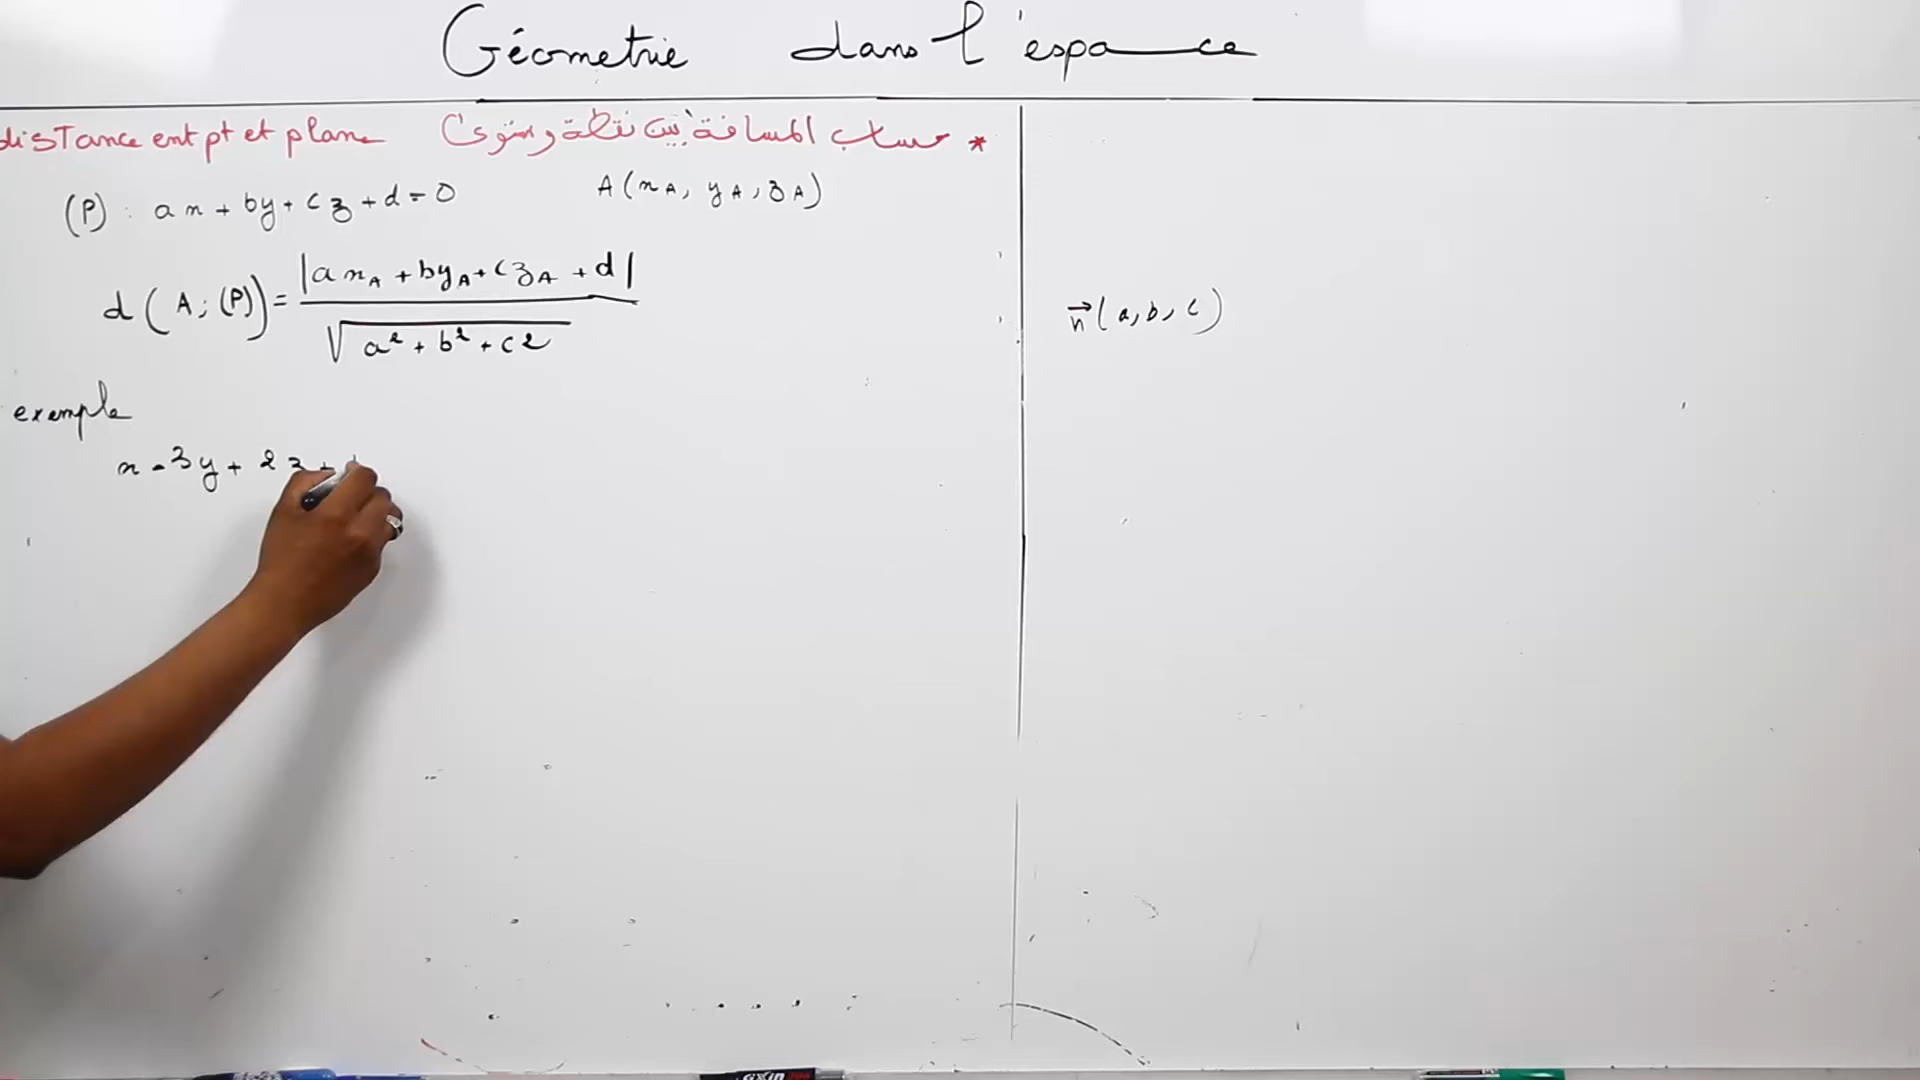 Géometrie dans l'espace
distance ent pt et plane حساب المسافة بين نقطة ومستوى *
(P) : ax + by + cz + d = 0 A(xA, yA, zA)
d(A; (P)) = |axA + byA + czA + d| / √(a² + b² + c²)
n⃗(a, b, c)
exemple
x - 3y + 2z +